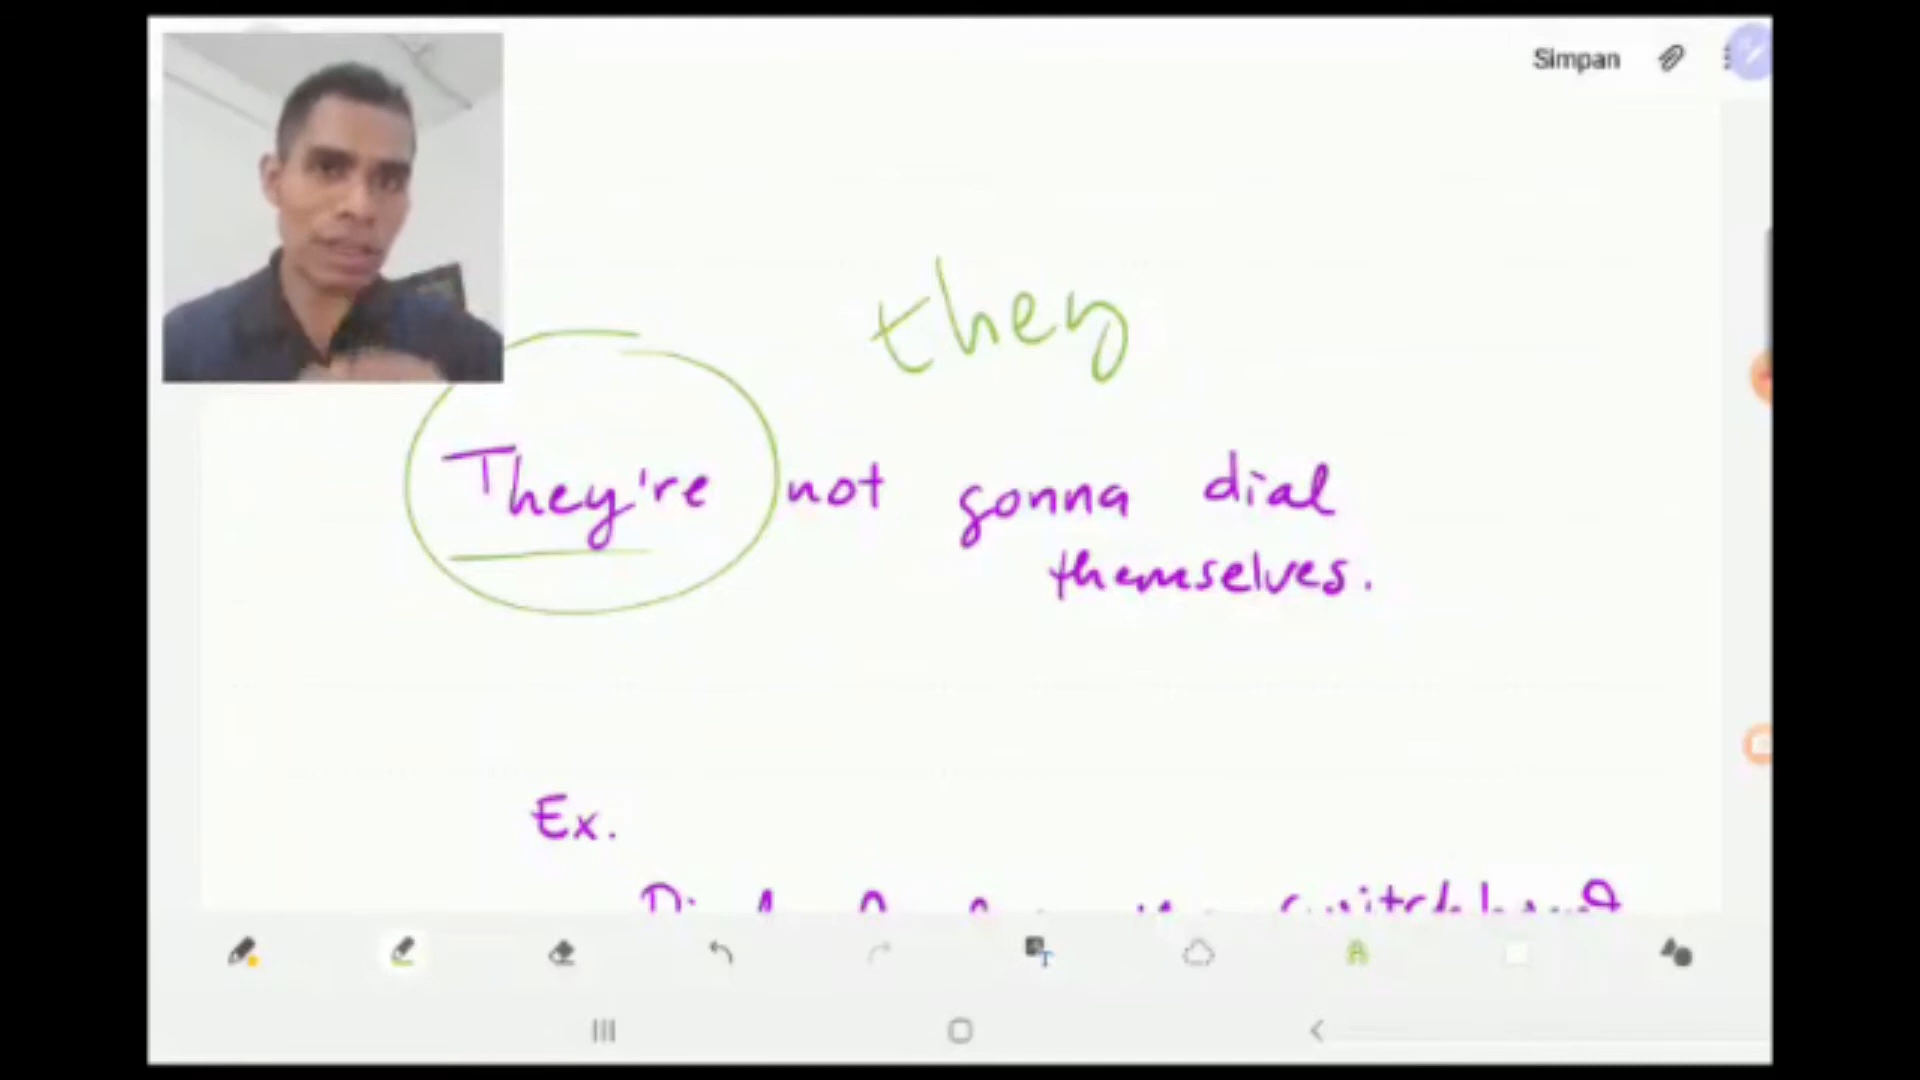 Simpan
they
They're not gonna dial
themselves.
Ex.